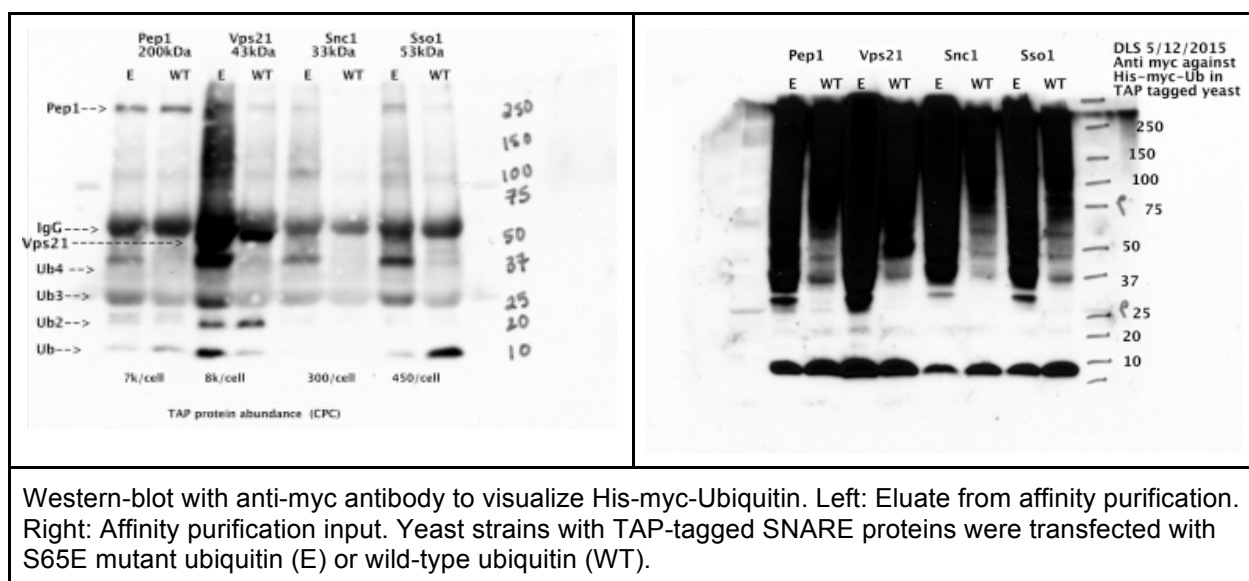 Pep1 Vps21 Snc1 Sso1
200kDa 43kDa 33kDa 53kDa
E WT E WT E WT E WT
Pep1-->
IgG-->
Vps21 ---------------->
Ub4 -->
Ub3-->
Ub2-->
Ub-->
250
150
100
75
50
37
25
20
10
7k/cell 8k/cell 300/cell 450/cell
TAP protein abundance (CPC)
Pep1 Vps21 Snc1 Sso1
E WT E WT E WT E WT
DLS 5/12/2015
Anti myc against
His-myc-Ub in
TAP tagged yeast
250
150
100
75
50
37
25
20
10
Western-blot with anti-myc antibody to visualize His-myc-Ubiquitin. Left: Eluate from affinity purification.
Right: Affinity purification input. Yeast strains with TAP-tagged SNARE proteins were transfected with
S65E mutant ubiquitin (E) or wild-type ubiquitin (WT).